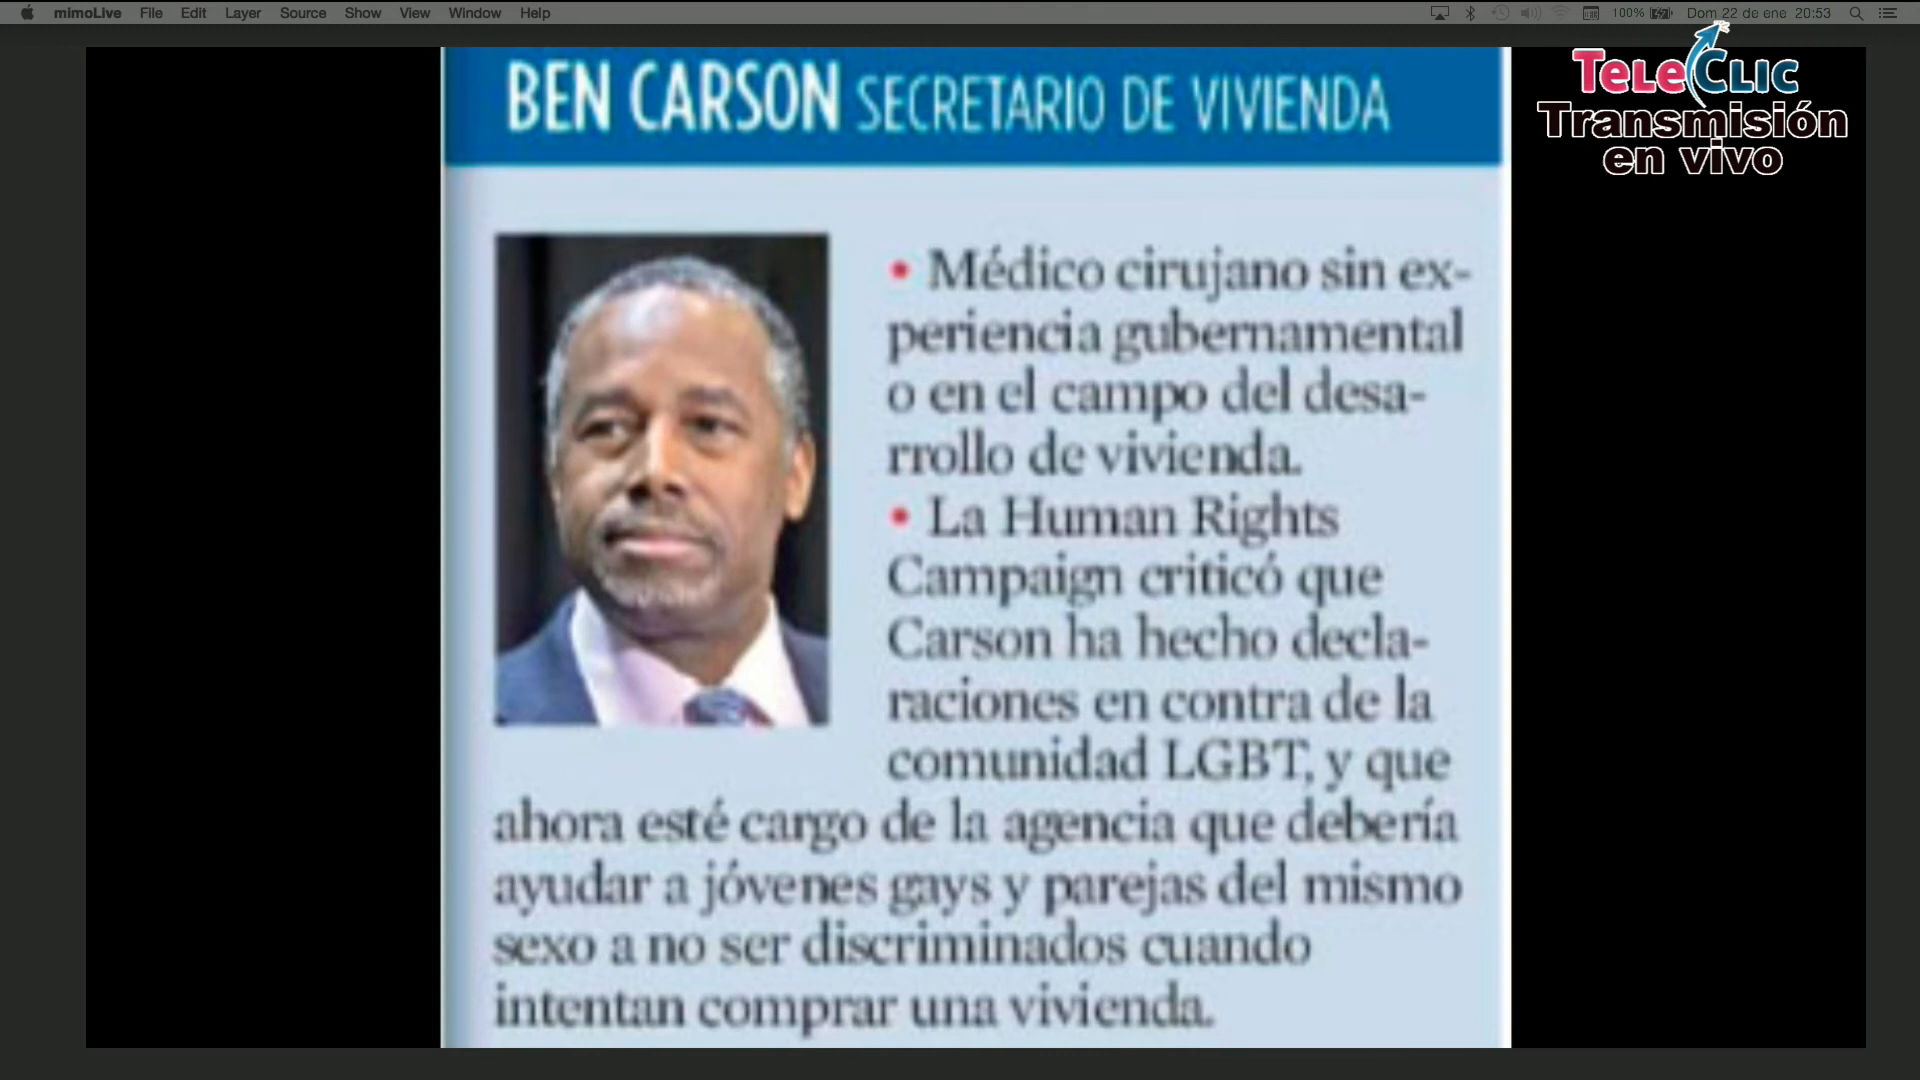 mimoLive File Edit Layer Source Show View Window Help 100% Dom 22 de ene 20:53
TELECLIC
Transmisión
en vivo
BEN CARSON SECRETARIO DE VIVIENDA
• Médico cirujano sin ex-
periencia gubernamental
o en el campo del desa-
rrollo de vivienda.
• La Human Rights
Campaign criticó que
Carson ha hecho decla-
raciones en contra de la
comunidad LGBT, y que
ahora esté cargo de la agencia que debería
ayudar a jóvenes gays y parejas del mismo
sexo a no ser discriminados cuando
intentan comprar una vivienda.